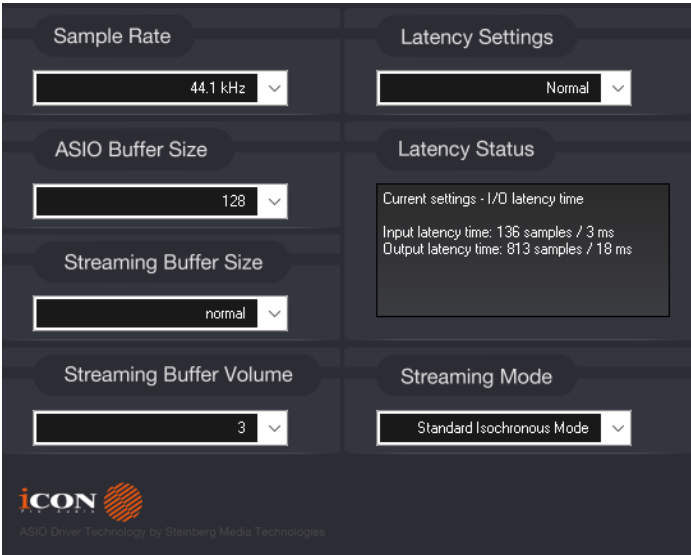 Sample Rate
44.1 kHz
Latency Settings
Normal
ASIO Buffer Size
128
Latency Status
Current settings - I/O latency time
Input latency time: 136 samples / 3 ms
Output latency time: 813 samples / 18 ms
Streaming Buffer Size
normal
Streaming Buffer Volume
3
Streaming Mode
Standard Isochronous Mode
iCON
Pro Audio
ASIO Driver Technology by Steinberg Media Technologies